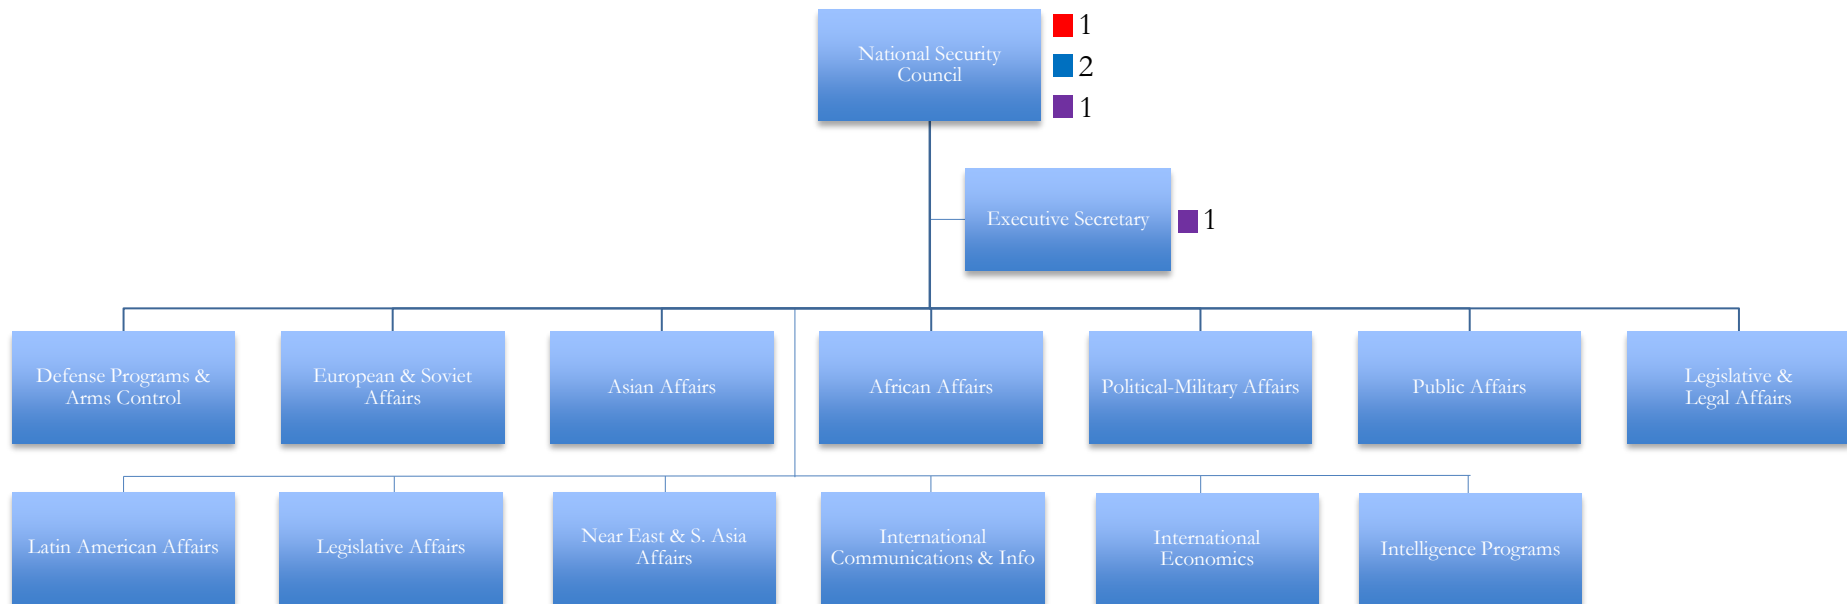 National Security
Council
1
2
1
Executive Secretary
1
Defense Programs &
Arms Control
European & Soviet
Affairs
Asian Affairs
African Affairs
Political-Military Affairs
Public Affairs
Legislative &
Legal Affairs
Latin American Affairs
Legislative Affairs
Near East & S. Asia
Affairs
International
Communications & Info
International
Economics
Intelligence Programs